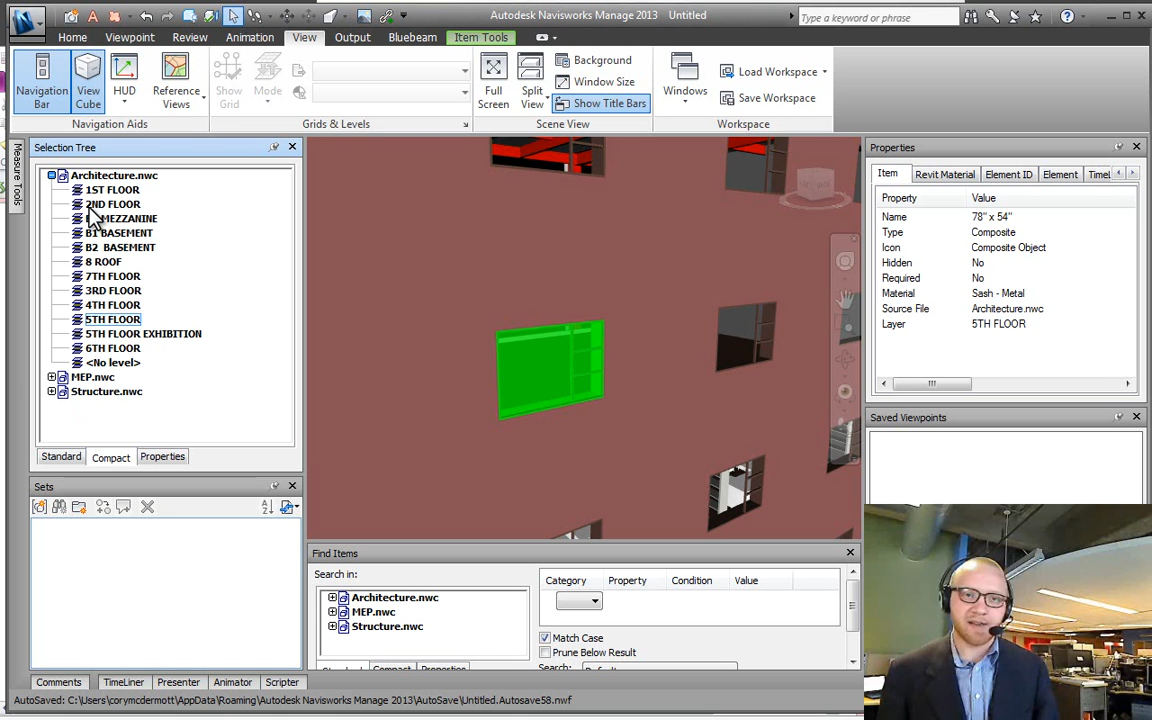 Autodesk Navisworks Manage 2013 Untitled
Type a keyword or phrase
Home Viewpoint Review Animation View Output Bluebeam Item Tools
Navigation Bar
View Cube
HUD
Reference Views
Show Grid
Mode
Full Screen
Split View
Background
Window Size
Show Title Bars
Windows
Load Workspace
Save Workspace
Navigation Aids
Grids & Levels
Scene View
Workspace
Measure Tools
Selection Tree
Architecture.nwc
1ST FLOOR
2ND FLOOR
MEZZANINE
B1 BASEMENT
B2 BASEMENT
8 ROOF
7TH FLOOR
3RD FLOOR
4TH FLOOR
5TH FLOOR
5TH FLOOR EXHIBITION
6TH FLOOR
<No level>
MEP.nwc
Structure.nwc
Standard Compact Properties
Sets
Properties
Item Revit Material Element ID Element Timel
Property Value
Name 78" x 54"
Type Composite
Icon Composite Object
Hidden No
Required No
Material Sash - Metal
Source File Architecture.nwc
Layer 5TH FLOOR
Saved Viewpoints
Find Items
Search in:
Architecture.nwc
MEP.nwc
Structure.nwc
Standard Compact Properties
Category Property Condition Value
Match Case
Prune Below Result
Search: Default
Comments TimeLiner Presenter Animator Scripter
AutoSaved: C:\Users\corymcdermott\AppData\Roaming\Autodesk Navisworks Manage 2013\AutoSave\Untitled.Autosave58.nwf